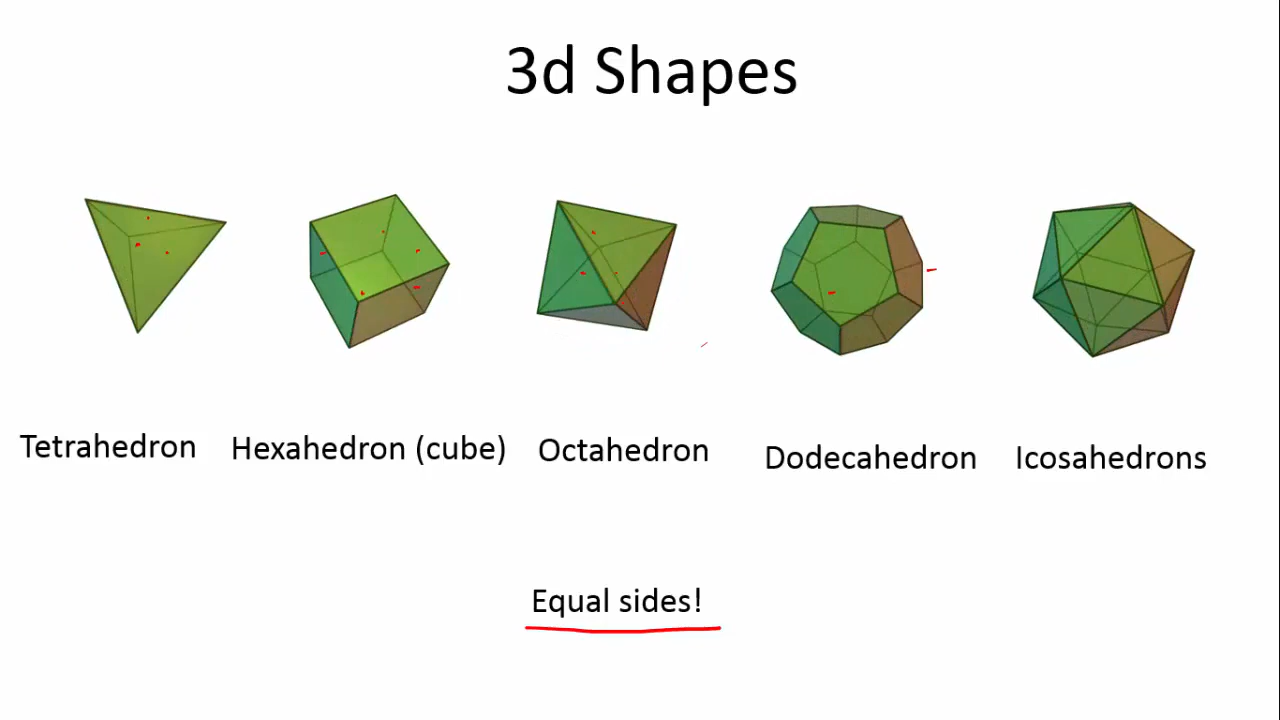 3d Shapes
Tetrahedron
Hexahedron (cube)
Octahedron
Dodecahedron
Icosahedrons
Equal sides!